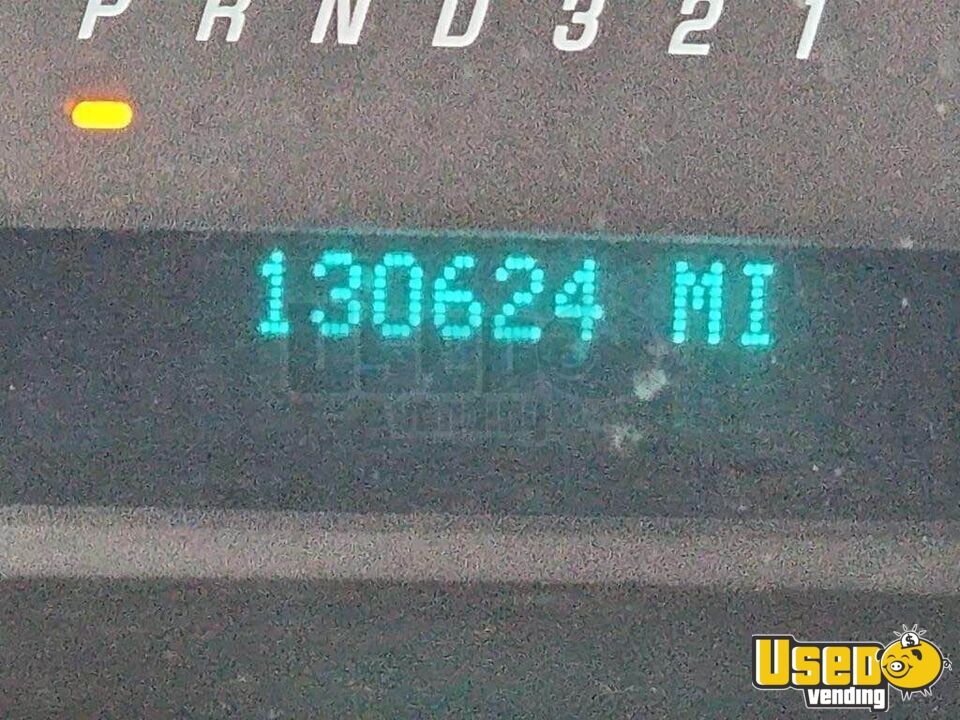 P R N D 3 2 1
130624 MI
Used
vending